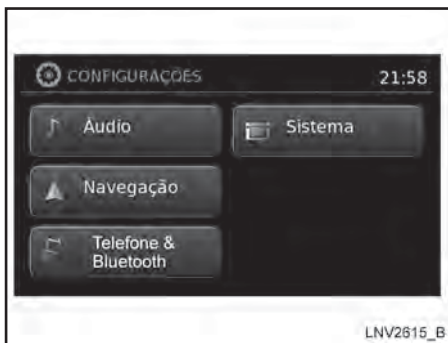 CONFIGURAÇÕES 21:58
Áudio
Sistema
Navegação
Telefone &
Bluetooth
LNV2615_B